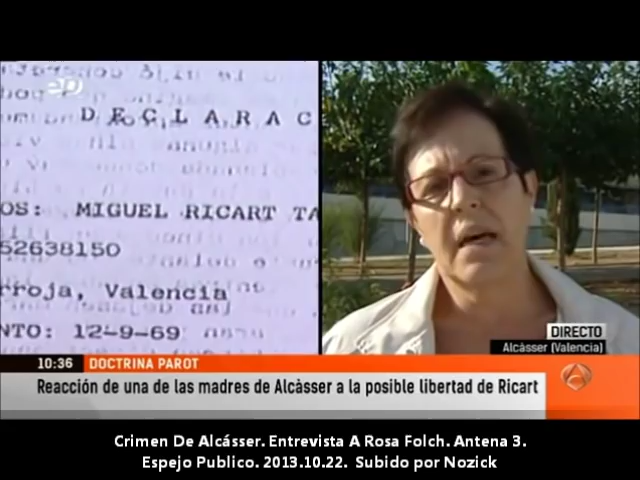 ep
D E C L A R A C
OS: MIGUEL RICART TA
52638150
rroja, Valencia
NTO: 12-9-69
DIRECTO
Alcàsser (Valencia)
10:36 DOCTRINA PAROT
Reacción de una de las madres de Alcàsser a la posible libertad de Ricart
Crimen De Alcásser. Entrevista A Rosa Folch. Antena 3.
Espejo Publico. 2013.10.22. Subido por Nozick